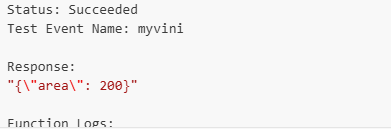 Status: Succeeded
Test Event Name: myvini
Response:
"{\"area\": 200}"
Function Logs: